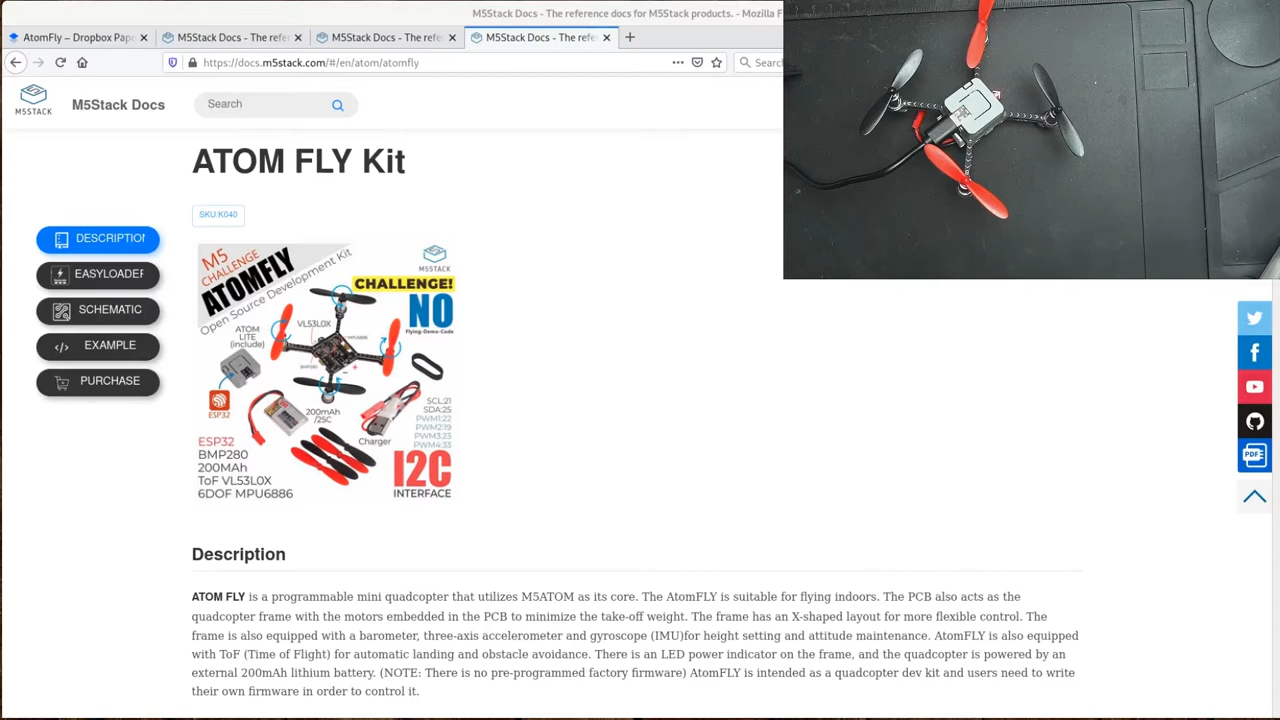 M5Stack Docs - The reference docs for M5Stack products. - Mozilla F
AtomFly – Dropbox Pape
M5Stack Docs - The refer
M5Stack Docs - The refe
M5Stack Docs - The refe
https://docs.m5stack.com/#/en/atom/atomfly
Search
M5STACK
M5Stack Docs
Search
ATOM FLY Kit
SKU:K040
DESCRIPTION
EASYLOADER
SCHEMATIC
EXAMPLE
PURCHASE
M5
CHALLENGE
ATOMFLY
Open Source Development Kit
M5STACK
CHALLENGE!
NO
Flying-Demo-Code
VL53L0X
ATOM
LITE
(include)
MPU6886
BMP280
ESP32
200mAh
/25C
Charger
SCL:21
SDA:25
PWM1:22
PWM2:19
PWM3:23
PWM4:33
ESP32
BMP280
200MAh
ToF VL53L0X
6DOF MPU6886
I2C
INTERFACE
PDF
Description
ATOM FLY is a programmable mini quadcopter that utilizes M5ATOM as its core. The AtomFLY is suitable for flying indoors. The PCB also acts as the
quadcopter frame with the motors embedded in the PCB to minimize the take-off weight. The frame has an X-shaped layout for more flexible control. The
frame is also equipped with a barometer, three-axis accelerometer and gyroscope (IMU)for height setting and attitude maintenance. AtomFLY is also equipped
with ToF (Time of Flight) for automatic landing and obstacle avoidance. There is an LED power indicator on the frame, and the quadcopter is powered by an
external 200mAh lithium battery. (NOTE: There is no pre-programmed factory firmware) AtomFLY is intended as a quadcopter dev kit and users need to write
their own firmware in order to control it.